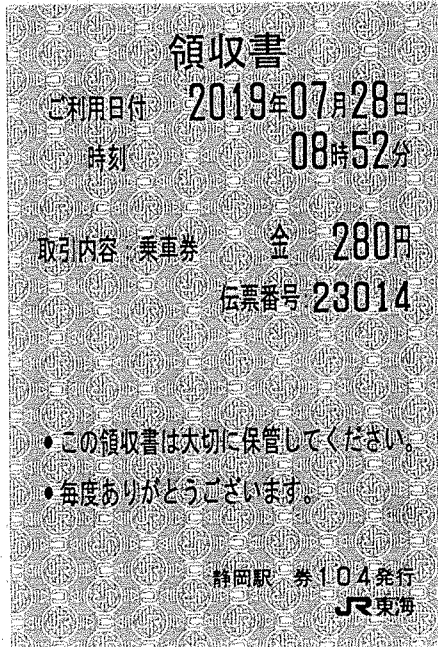 領収書
ご利用日付 2019年07月28日
時刻 08時52分
取引内容:乗車券 金 280円
伝票番号 23014
•この領収書は大切に保管してください。
•毎度ありがとうございます。
静岡駅 券104発行
JR東海